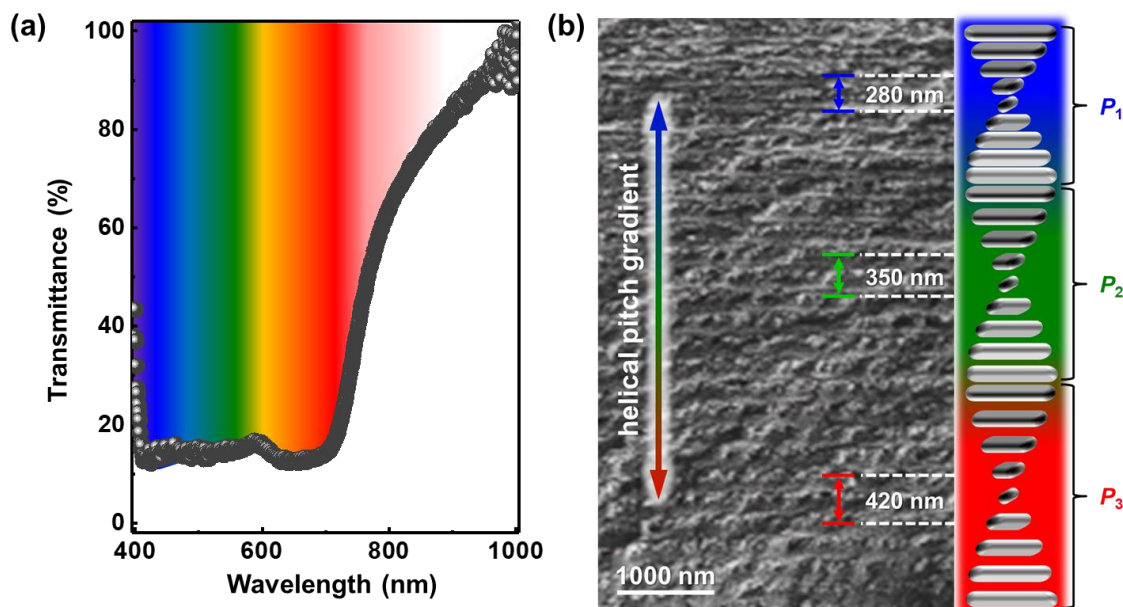 (a)
100
80
60
40
20
0
Transmittance (%)
400
600
800
1000
Wavelength (nm)
(b)
helical pitch gradient
280 nm
350 nm
420 nm
1000 nm
P1
P2
P3